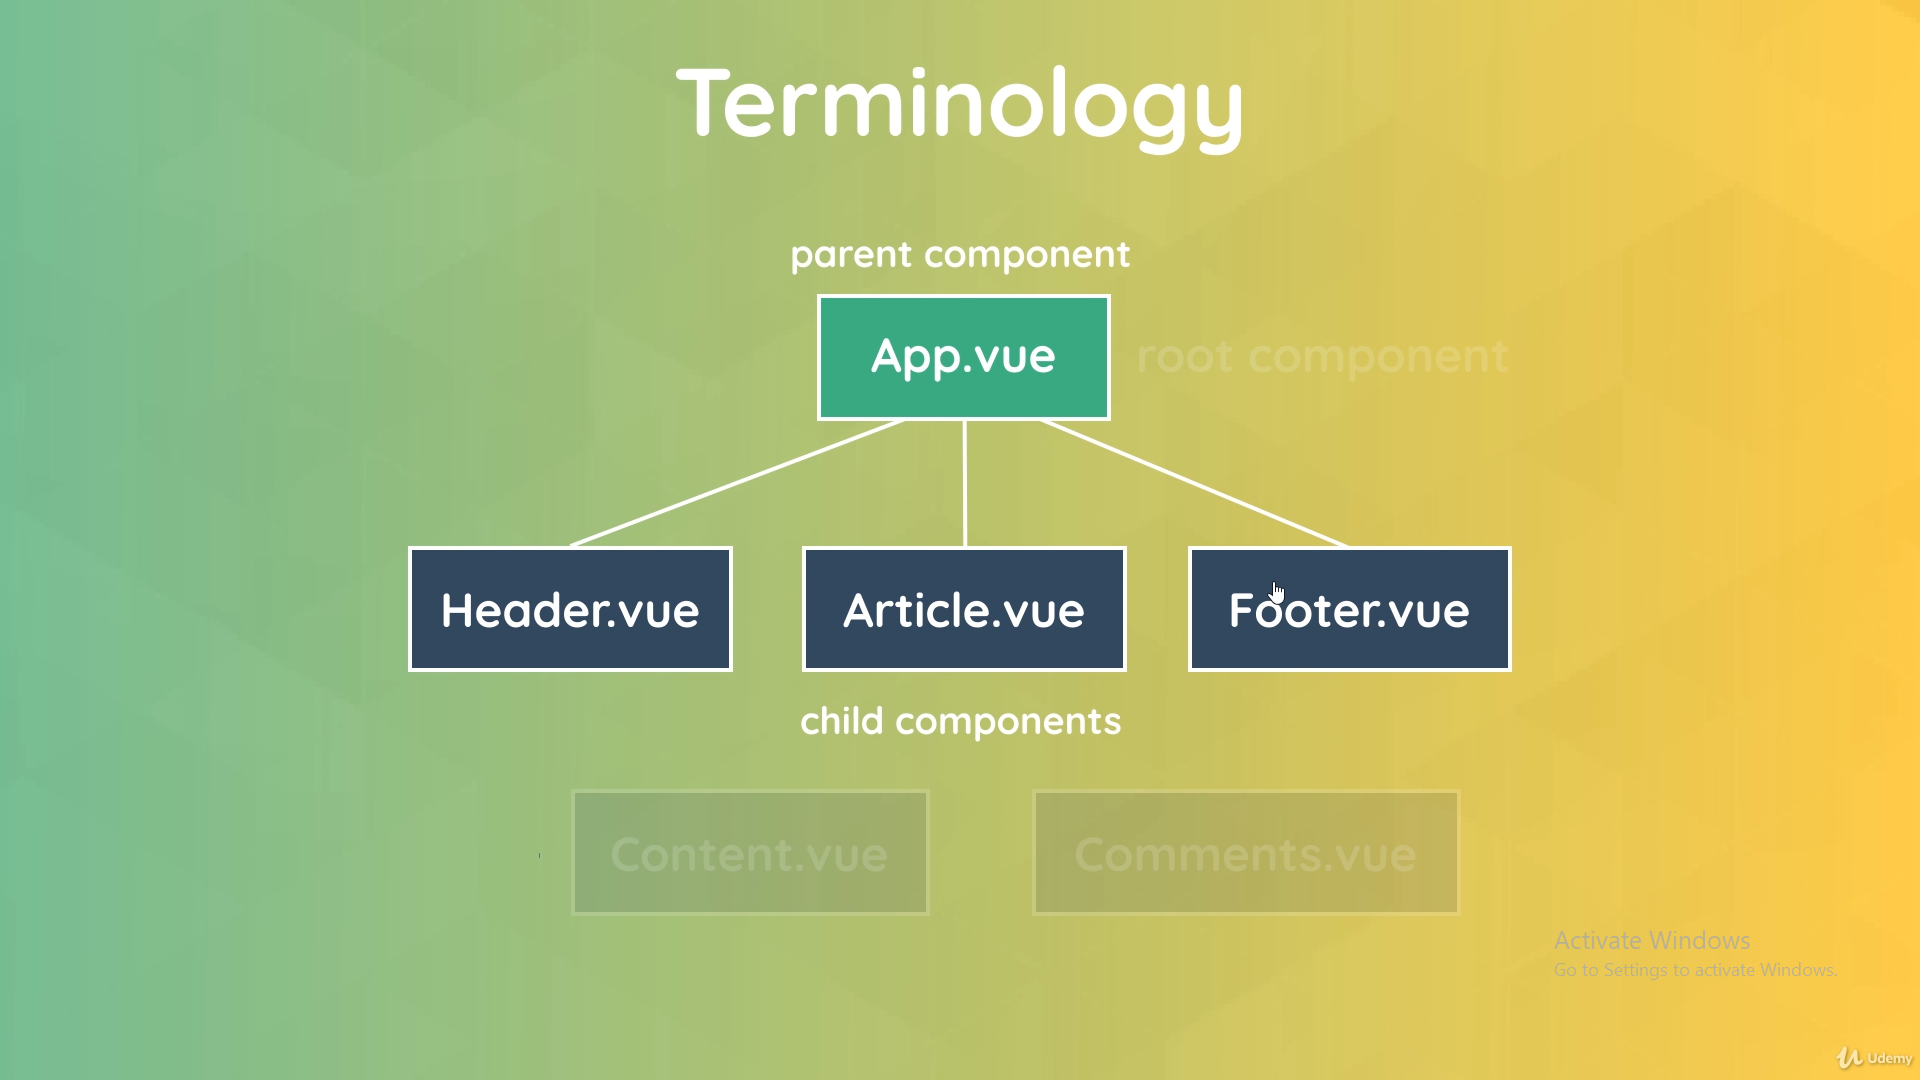 Terminology
parent component
App.vue
root component
Header.vue
Article.vue
Footer.vue
child components
Content.vue
Comments.vue
Activate Windows
Go to Settings to activate Windows.
Udemy